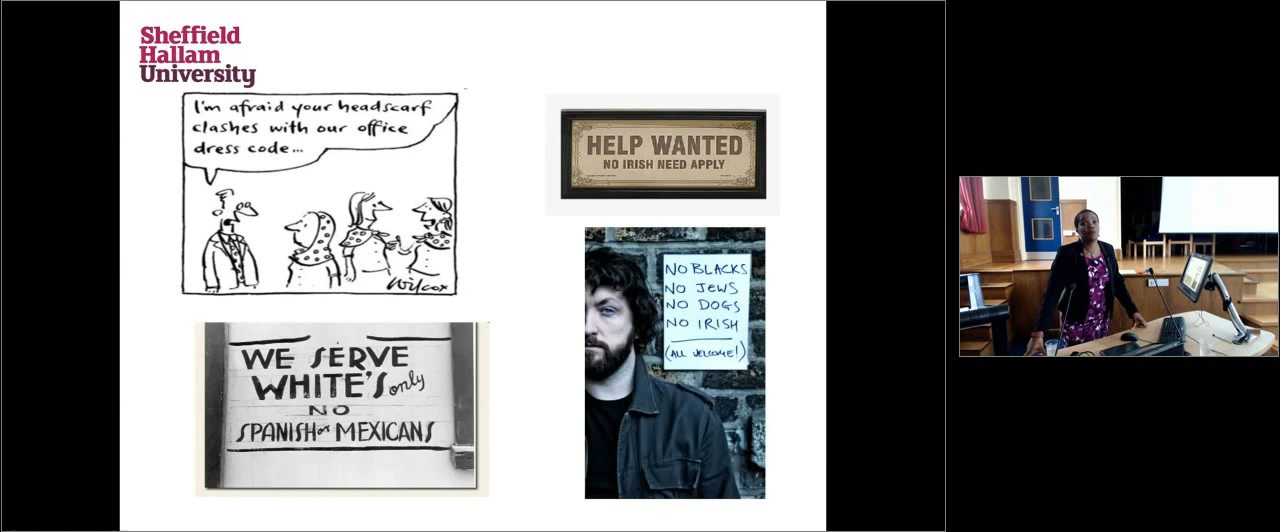 Sheffield
Hallam
University
I'm afraid your headscarf
clashes with our office
dress code...
Wilcox
HELP WANTED
NO IRISH NEED APPLY
WE SERVE
WHITE'S only
NO
SPANISH or MEXICANS
NO BLACKS
NO JEWS
NO DOGS
NO IRISH
(ALL WELCOME!)